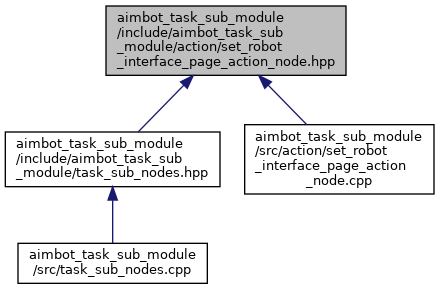 aimbot_task_sub_module
/include/aimbot_task_sub
_module/action/set_robot
_interface_page_action_node.hpp
aimbot_task_sub_module
/include/aimbot_task_sub
_module/task_sub_nodes.hpp
aimbot_task_sub_module
/src/action/set_robot
_interface_page_action
_node.cpp
aimbot_task_sub_module
/src/task_sub_nodes.cpp